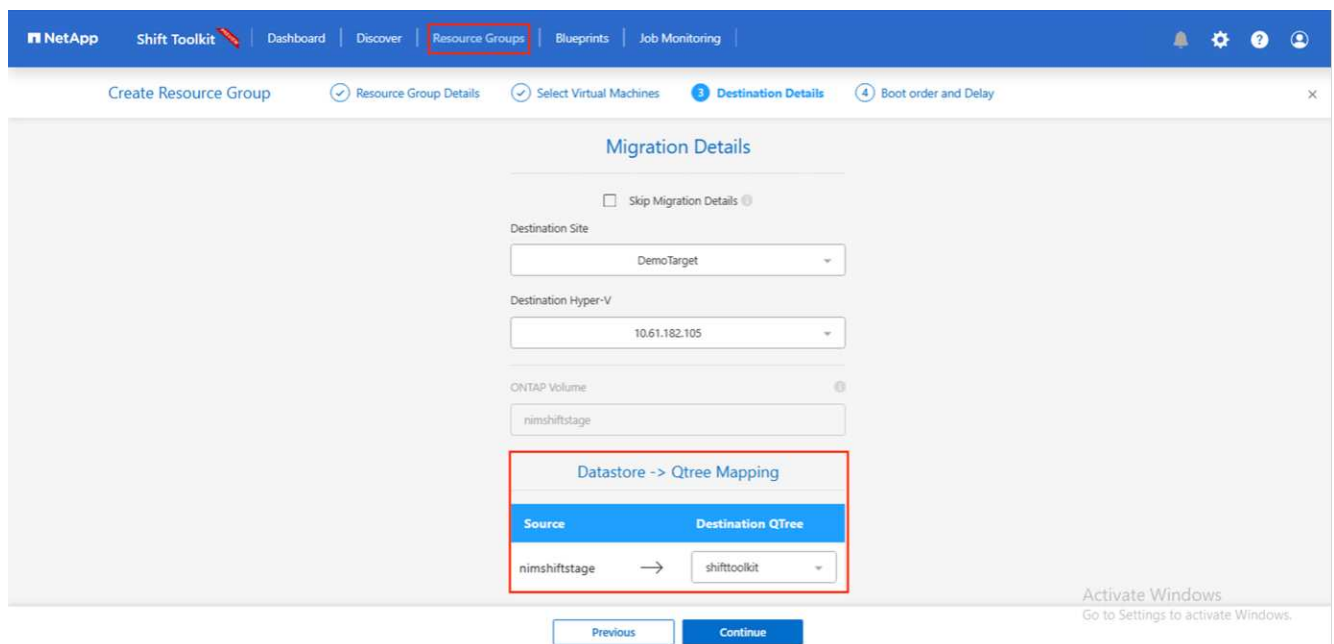 NetApp Shift Toolkit Dashboard Discover Resource Groups Blueprints Job Monitoring ?
Create Resource Group Resource Group Details Select Virtual Machines 3 Destination Details 4 Boot order and Delay
Migration Details
Skip Migration Details
Destination Site
DemoTarget
Destination Hyper-V
10.61.182.105
ONTAP Volume
nimshiftstage
Datastore -> Qtree Mapping
Source Destination QTree
nimshiftstage → shifttoolkit
Activate Windows
Go to Settings to activate Windows.
Previous Continue